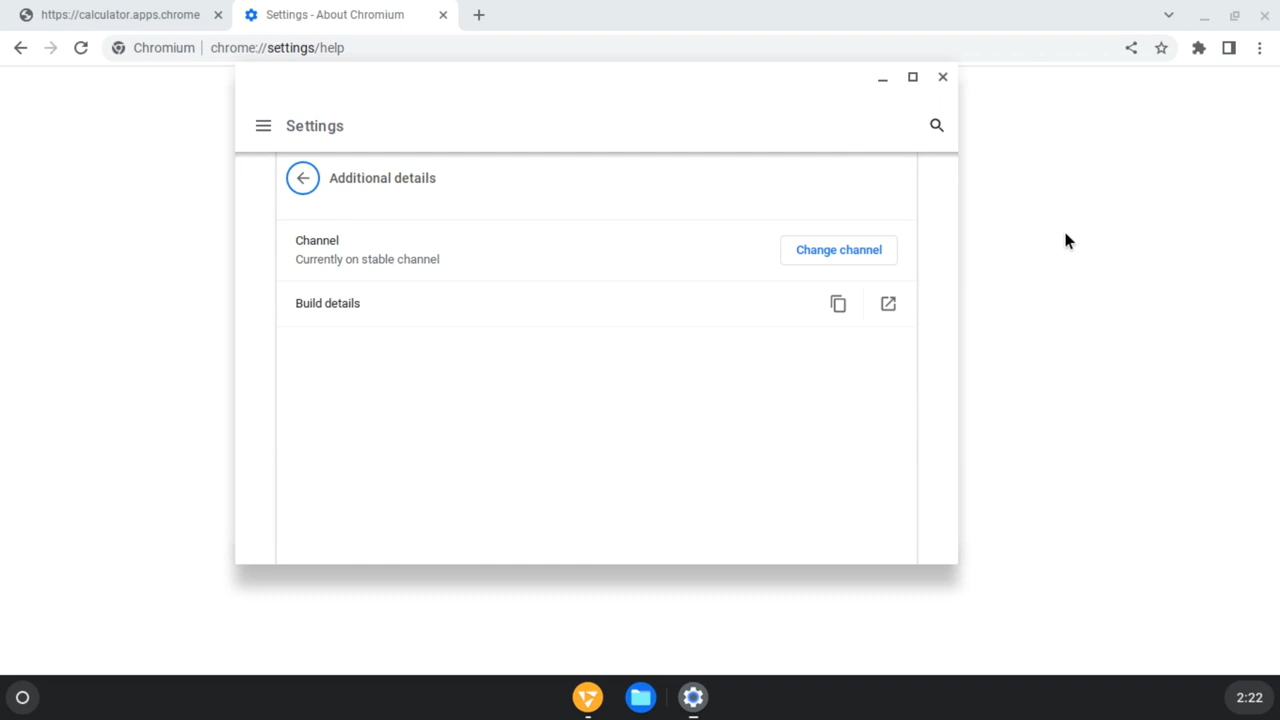 https://calculator.apps.chrome
Settings - About Chromium
Chromium
chrome://settings/help
Settings
Additional details
Channel
Currently on stable channel
Change channel
Build details
2:22